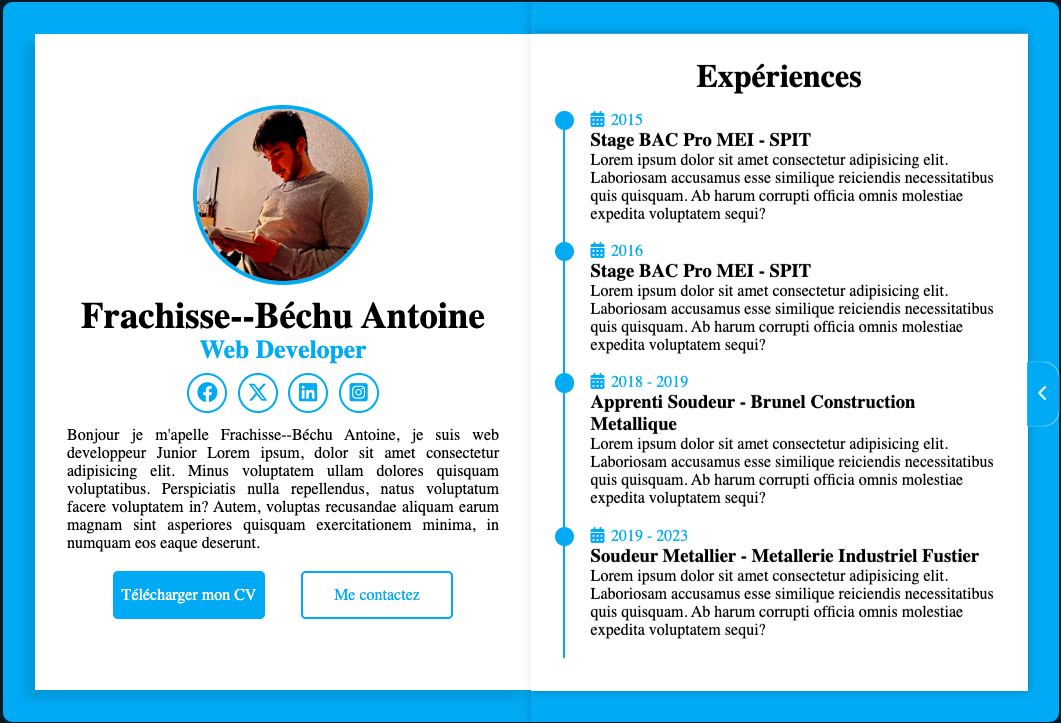 Frachisse--Béchu Antoine
Web Developer
Bonjour je m'apelle Frachisse--Béchu Antoine, je suis web
developpeur Junior Lorem ipsum, dolor sit amet consectetur
adipisicing elit. Minus voluptatem ullam dolores quisquam
voluptatibus. Perspiciatis nulla repellendus, natus voluptatum
facere voluptatem in? Autem, voluptas recusandae aliquam earum
magnam sint asperiores quisquam exercitationem minima, in
numquam eos eaque deserunt.
Télécharger mon CV
Me contactez
Expériences
2015
Stage BAC Pro MEI - SPIT
Lorem ipsum dolor sit amet consectetur adipisicing elit.
Laboriosam accusamus esse similique reiciendis necessitatibus
quis quisquam. Ab harum corrupti officia omnis molestiae
expedita voluptatem sequi?
2016
Stage BAC Pro MEI - SPIT
Lorem ipsum dolor sit amet consectetur adipisicing elit.
Laboriosam accusamus esse similique reiciendis necessitatibus
quis quisquam. Ab harum corrupti officia omnis molestiae
expedita voluptatem sequi?
2018 - 2019
Apprenti Soudeur - Brunel Construction
Metallique
Lorem ipsum dolor sit amet consectetur adipisicing elit.
Laboriosam accusamus esse similique reiciendis necessitatibus
quis quisquam. Ab harum corrupti officia omnis molestiae
expedita voluptatem sequi?
2019 - 2023
Soudeur Metallier - Metallerie Industriel Fustier
Lorem ipsum dolor sit amet consectetur adipisicing elit.
Laboriosam accusamus esse similique reiciendis necessitatibus
quis quisquam. Ab harum corrupti officia omnis molestiae
expedita voluptatem sequi?